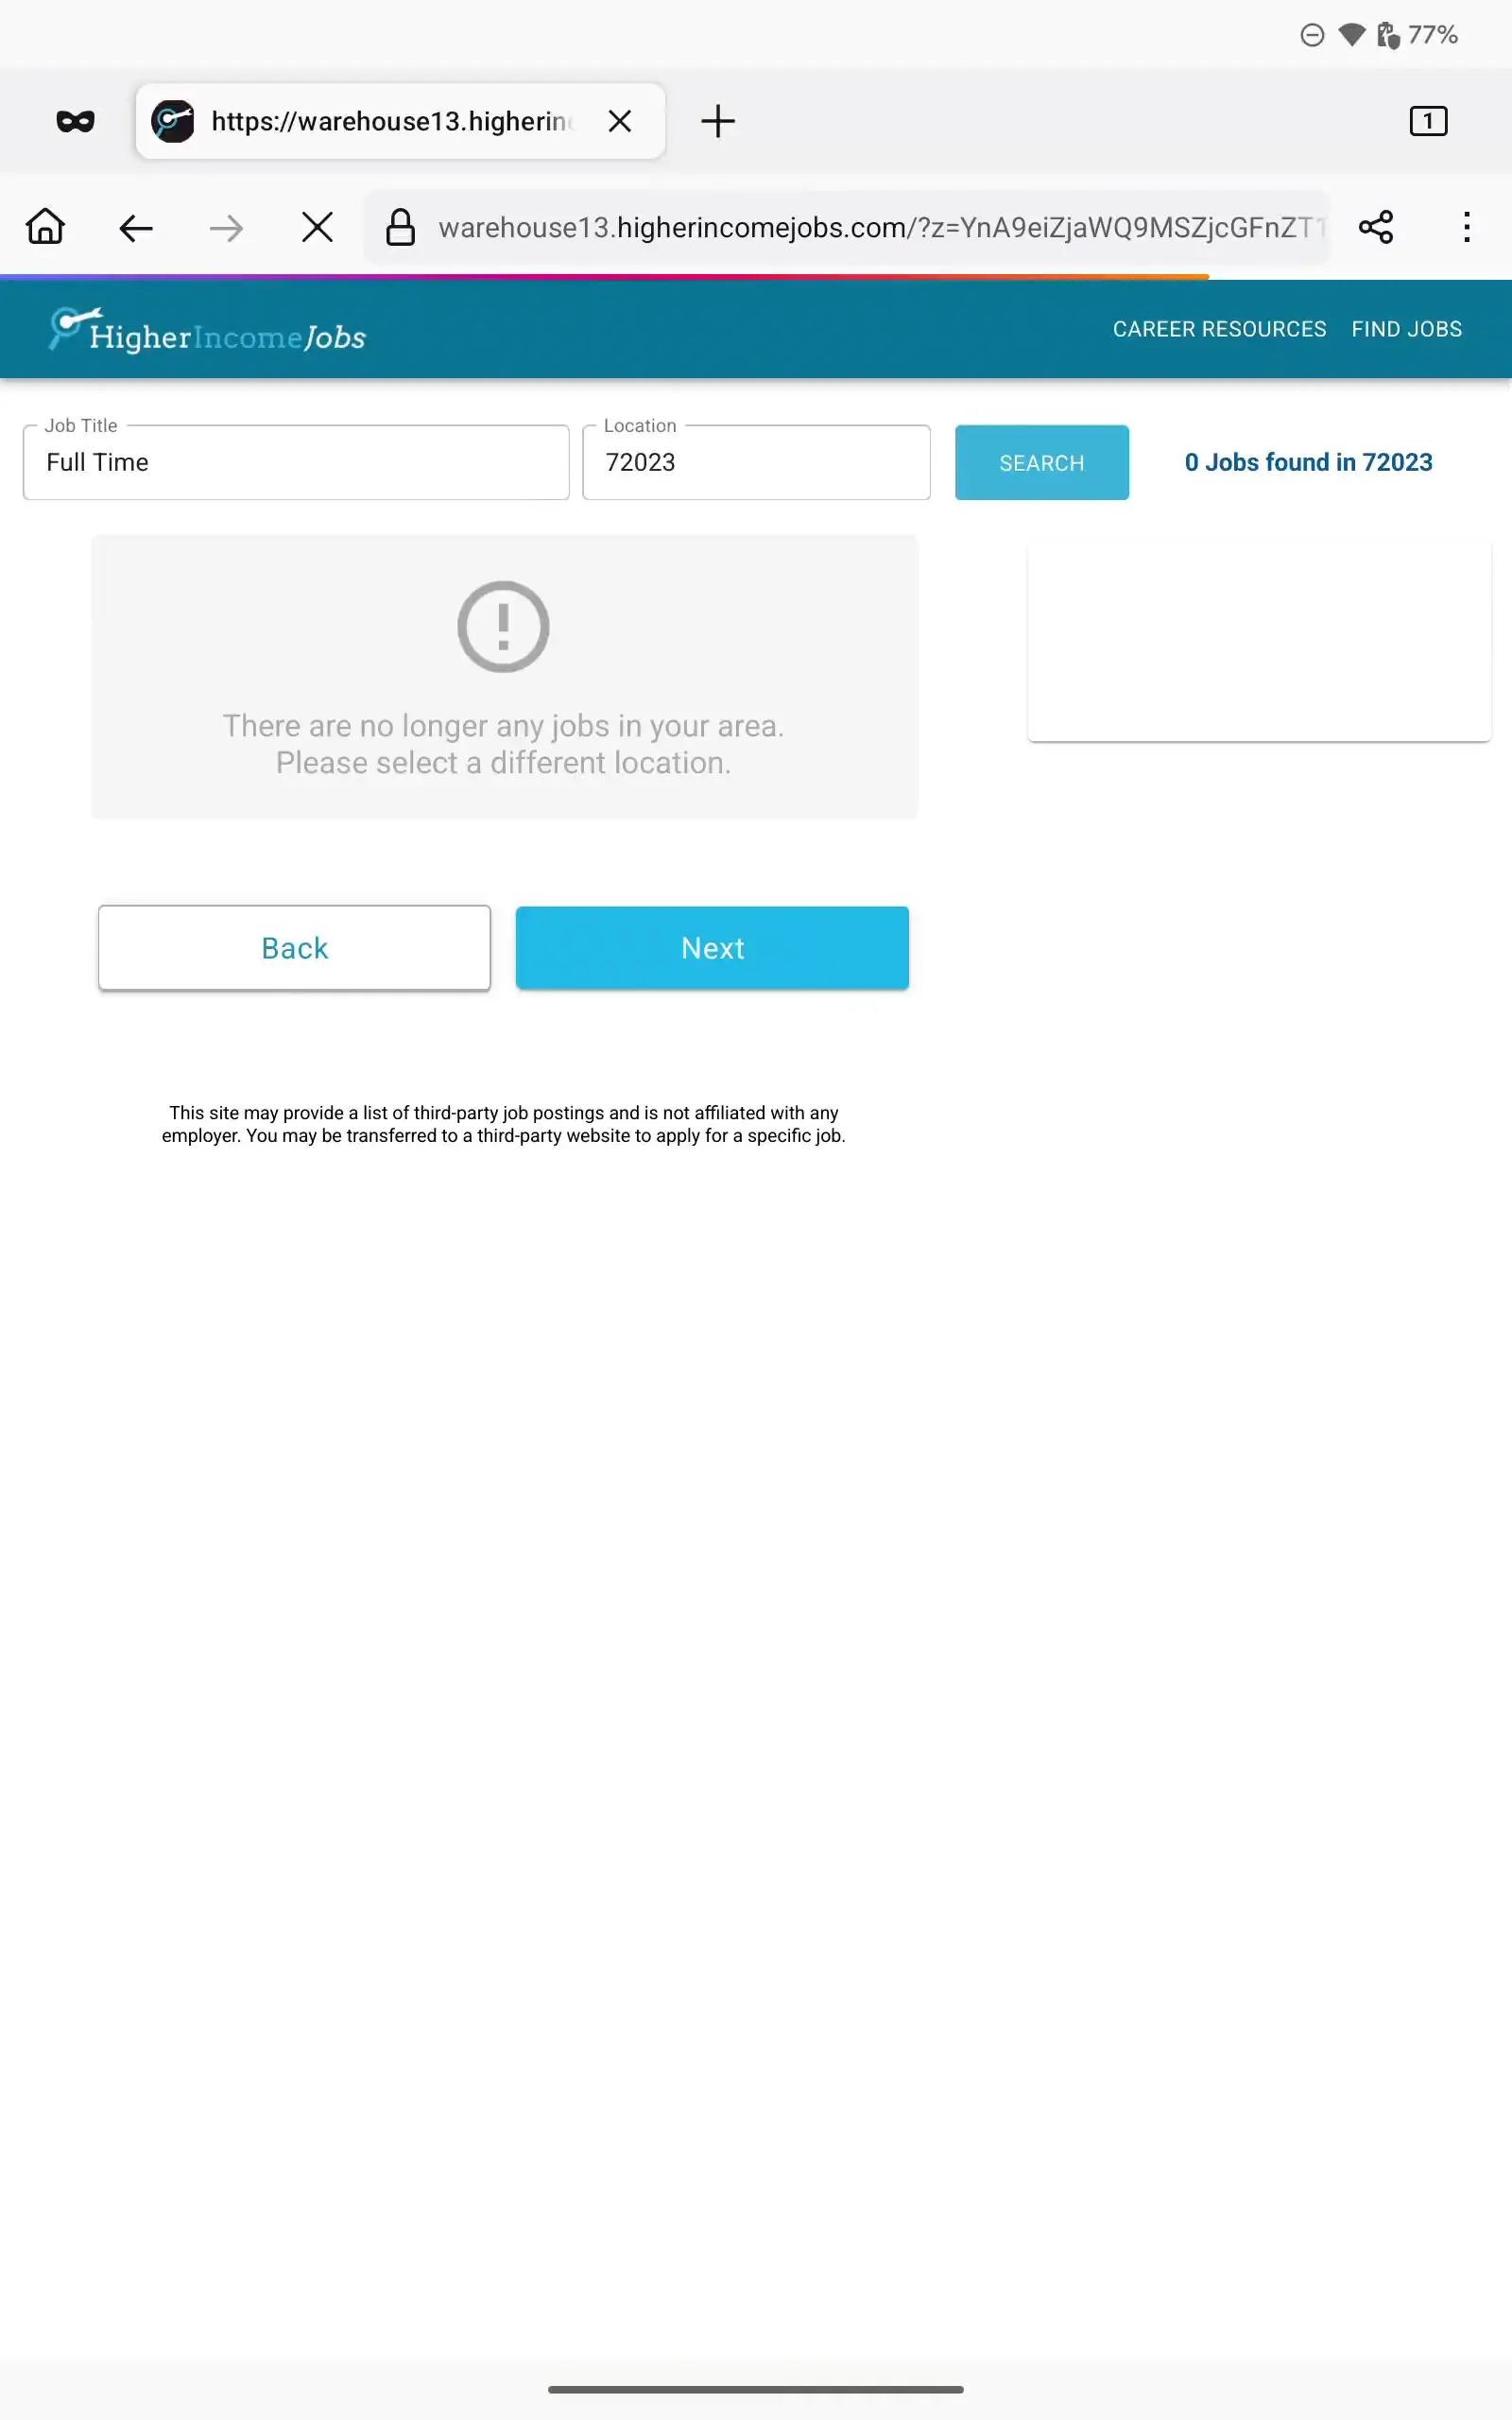 77%
https://warehouse13.higherin
1
warehouse13.higherincomejobs.com/?z=YnA9eiZjaWQ9MSZjcGFnZT1
HigherIncomeJobs
CAREER RESOURCES FIND JOBS
Job Title
Full Time
Location
72023
SEARCH
0 Jobs found in 72023
There are no longer any jobs in your area.
Please select a different location.
Back
Next
This site may provide a list of third-party job postings and is not affiliated with any
employer. You may be transferred to a third-party website to apply for a specific job.